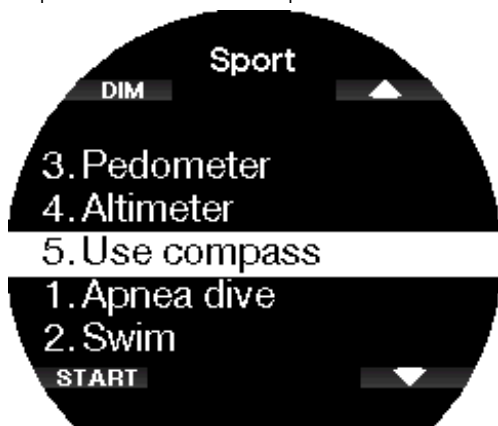 Sport
DIM
3. Pedometer
4. Altimeter
5. Use compass
1. Apnea dive
2. Swim
START